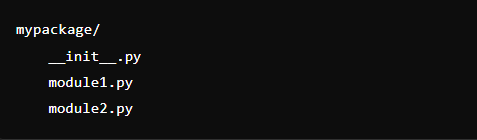 mypackage/
    __init__.py
    module1.py
    module2.py